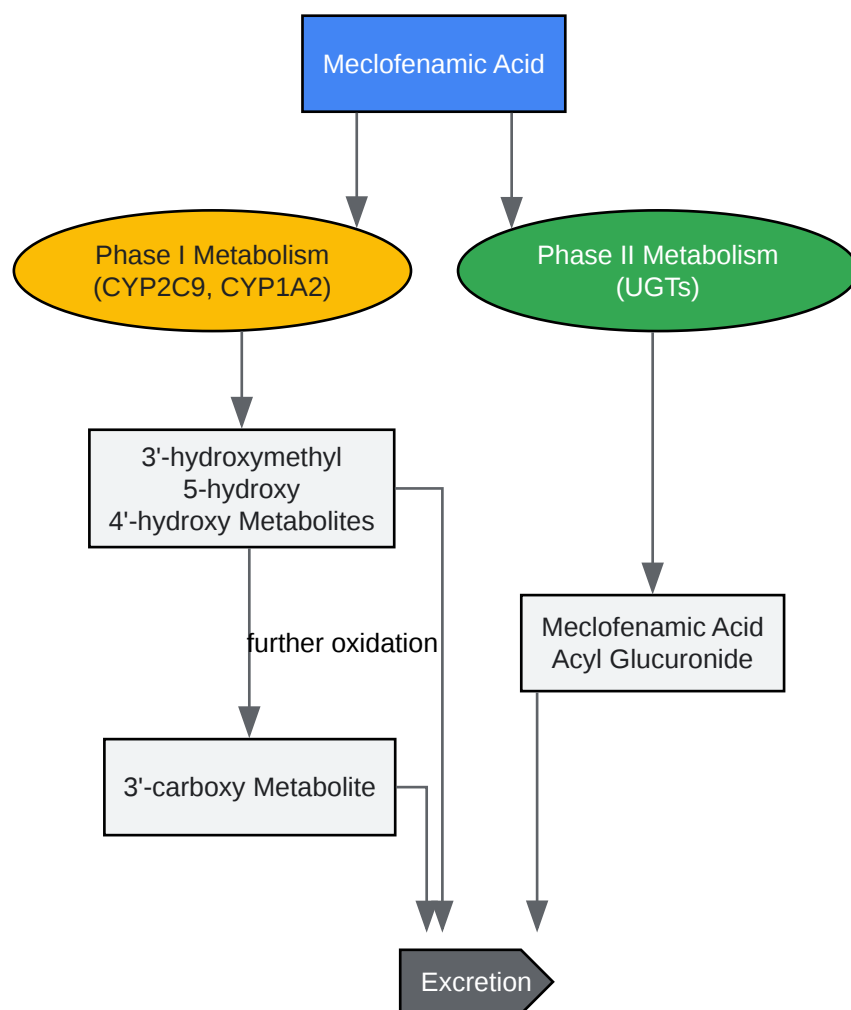 Meclofenamic Acid
Phase I Metabolism
(CYP2C9, CYP1A2)
Phase II Metabolism
(UGTs)
3'-hydroxymethyl
5-hydroxy
4'-hydroxy Metabolites
further oxidation
Meclofenamic Acid
Acyl Glucuronide
3'-carboxy Metabolite
Excretion